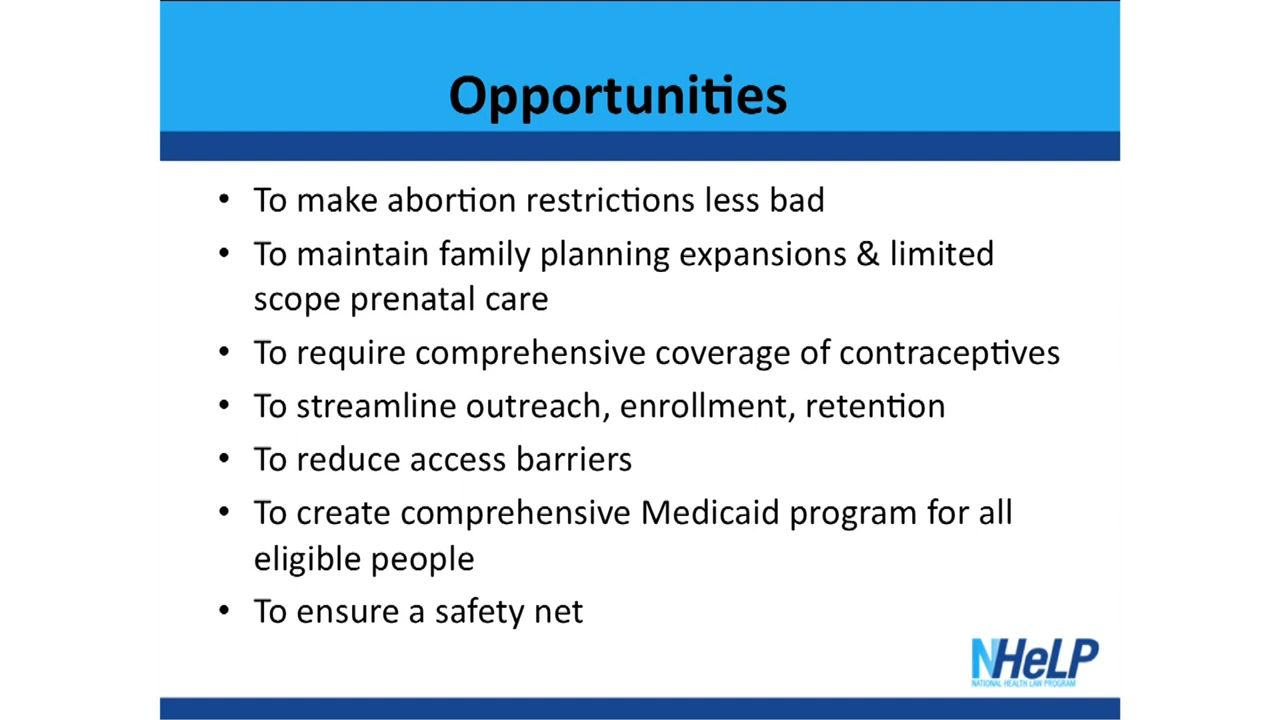 Opportunities
• To make abortion restrictions less bad
• To maintain family planning expansions & limited
scope prenatal care
• To require comprehensive coverage of contraceptives
• To streamline outreach, enrollment, retention
• To reduce access barriers
• To create comprehensive Medicaid program for all
eligible people
• To ensure a safety net
NHeLP
NATIONAL HEALTH LAW PROGRAM